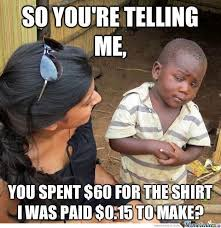 SO YOU'RE TELLING
ME,
YOU SPENT $60 FOR THE SHIRT
I WAS PAID $0.15 TO MAKE?